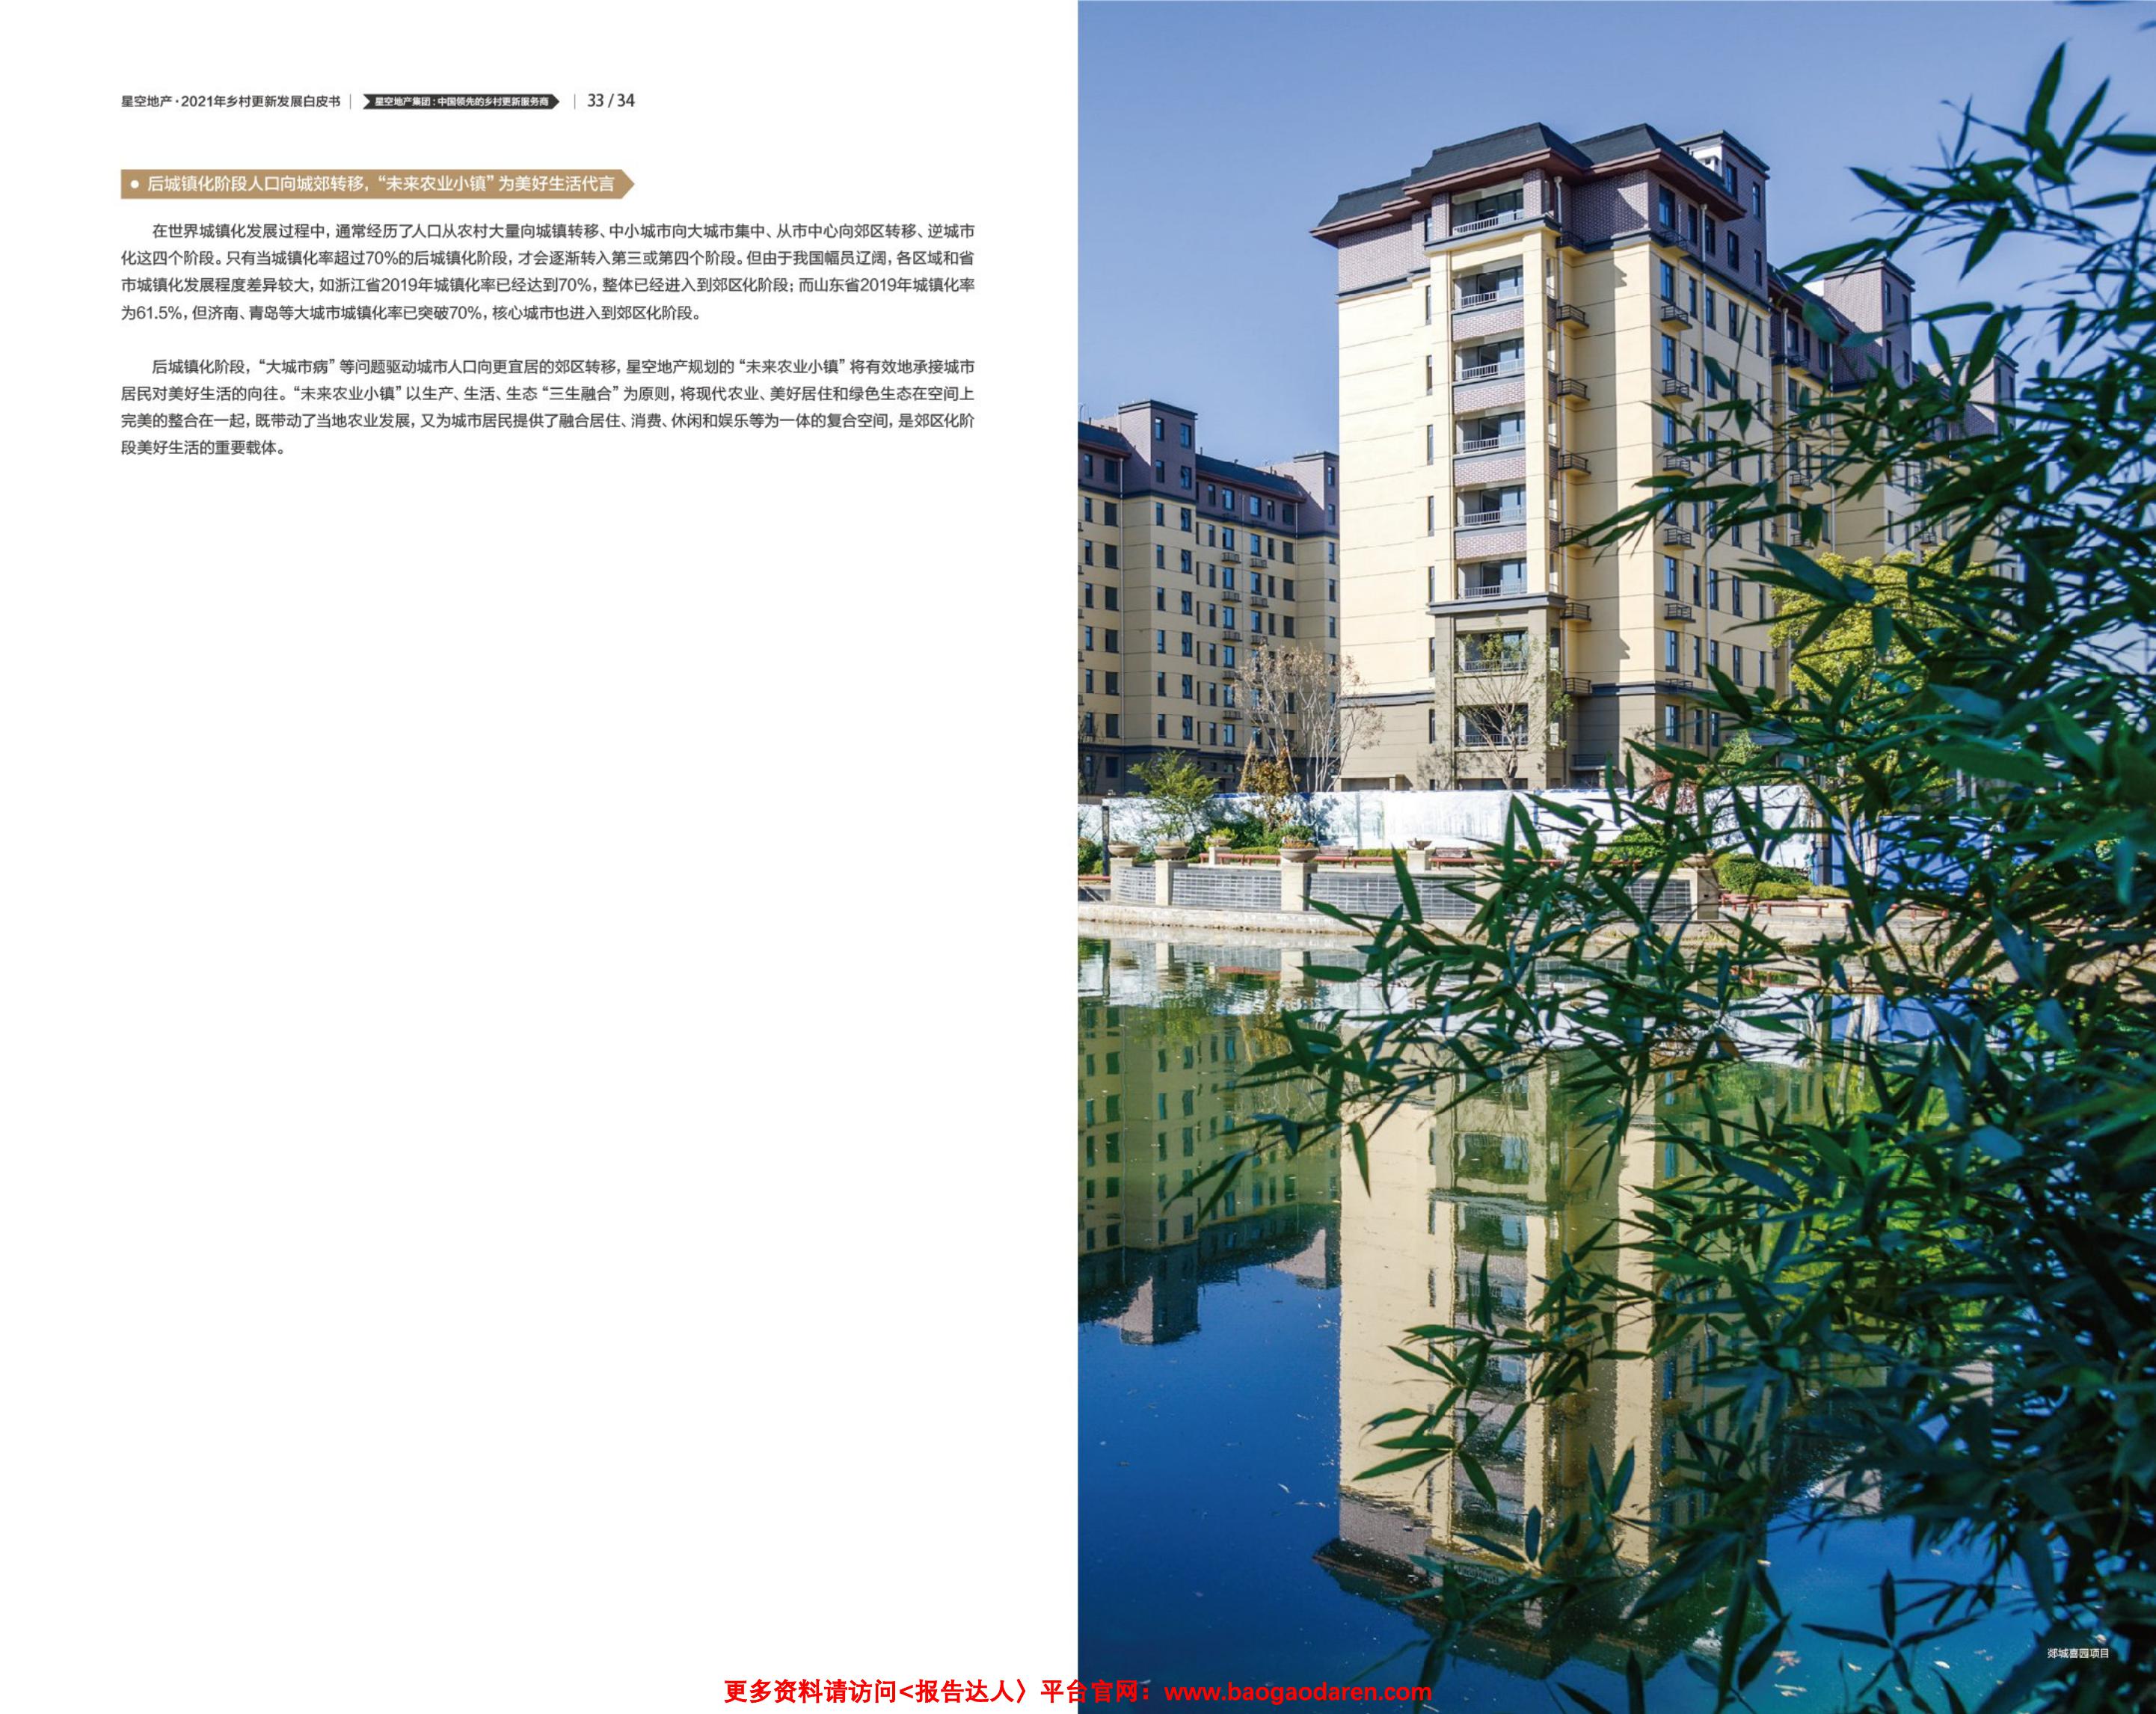 星空地产·2021年乡村更新发展白皮书 | 星空地产集团:中国领先的乡村更新服务商 | 33 / 34
● 后城镇化阶段人口向城郊转移,“未来农业小镇”为美好生活代言
在世界城镇化发展过程中,通常经历了人口从农村大量向城镇转移、中小城市向大城市集中、从市中心向郊区转移、逆城市
化这四个阶段。只有当城镇化率超过70%的后城镇化阶段,才会逐渐转入第三或第四个阶段。但由于我国幅员辽阔,各区域和省
市城镇化发展程度差异较大,如浙江省2019年城镇化率已经达到70%,整体已经进入到郊区化阶段;而山东省2019年城镇化率
为61.5%,但济南、青岛等大城市城镇化率已突破70%,核心城市也进入到郊区化阶段。
后城镇化阶段,“大城市病”等问题驱动城市人口向更宜居的郊区转移,星空地产规划的“未来农业小镇”将有效地承接城市
居民对美好生活的向往。“未来农业小镇”以生产、生活、生态“三生融合”为原则,将现代农业、美好居住和绿色生态在空间上
完美的整合在一起,既带动了当地农业发展,又为城市居民提供了融合居住、消费、休闲和娱乐等为一体的复合空间,是郊区化阶
段美好生活的重要载体。
郯城喜园项目
更多资料请访问<报告达人〉平台官网:www.baogaodaren.com